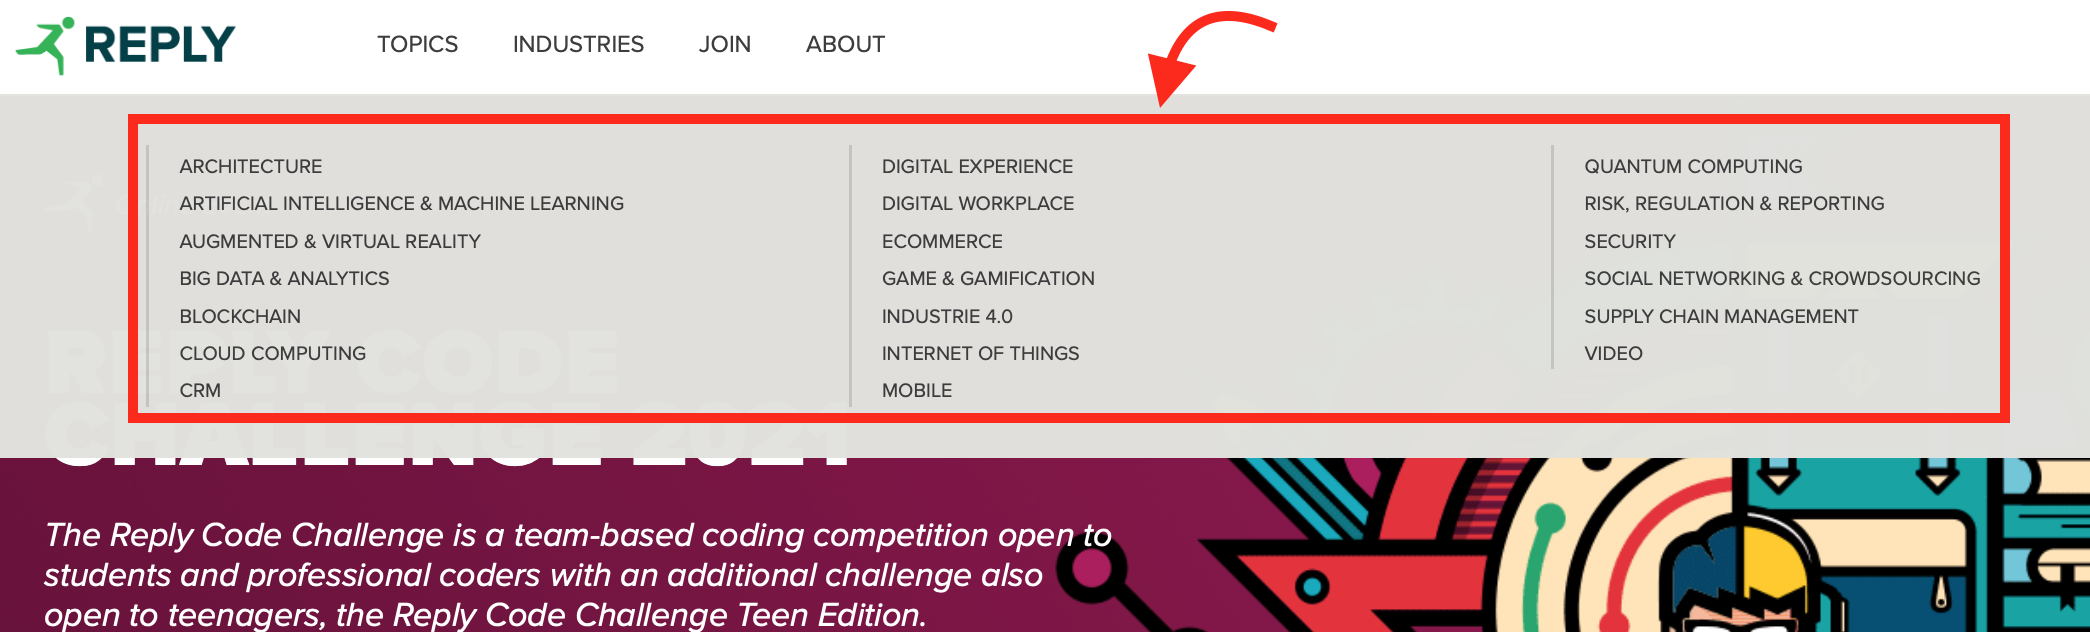 REPLY
TOPICS INDUSTRIES JOIN ABOUT
ARCHITECTURE
ARTIFICIAL INTELLIGENCE & MACHINE LEARNING
AUGMENTED & VIRTUAL REALITY
BIG DATA & ANALYTICS
BLOCKCHAIN
CLOUD COMPUTING
CRM
DIGITAL EXPERIENCE
DIGITAL WORKPLACE
ECOMMERCE
GAME & GAMIFICATION
INDUSTRIE 4.0
INTERNET OF THINGS
MOBILE
QUANTUM COMPUTING
RISK, REGULATION & REPORTING
SECURITY
SOCIAL NETWORKING & CROWDSOURCING
SUPPLY CHAIN MANAGEMENT
VIDEO
REPLY CODE
CHALLENGE 2021
The Reply Code Challenge is a team-based coding competition open to
students and professional coders with an additional challenge also
open to teenagers, the Reply Code Challenge Teen Edition.